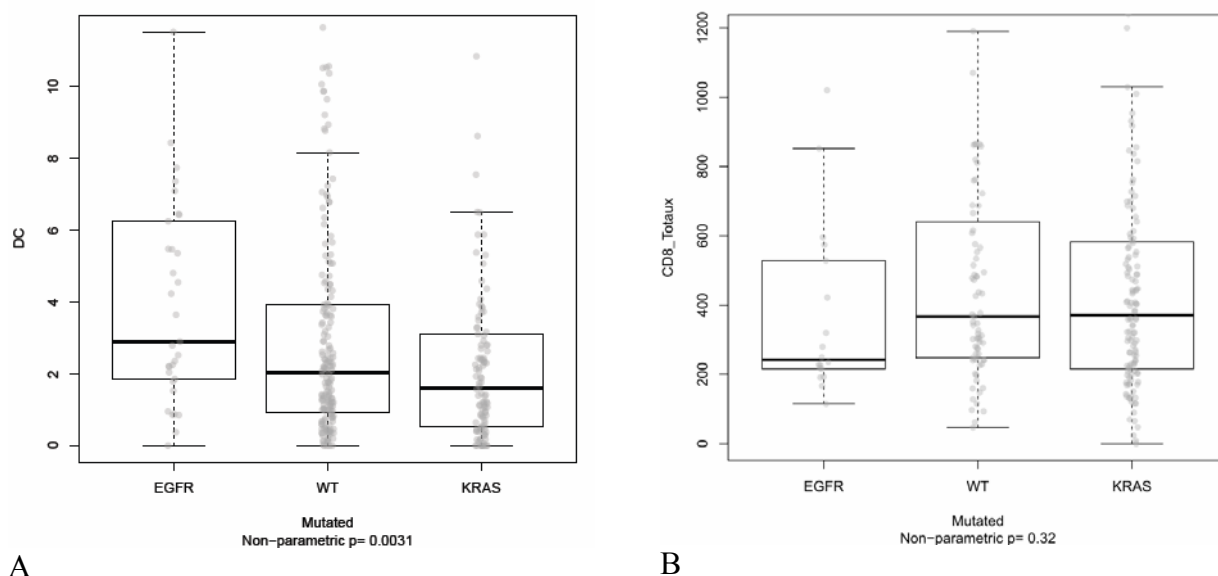 10
8
6
4
2
0
DC
EGFR WT KRAS
Mutated
Non-parametric p= 0.0031
A
1200
1000
800
600
400
200
0
CD8_Totaux
EGFR WT KRAS
Mutated
Non-parametric p= 0.32
B